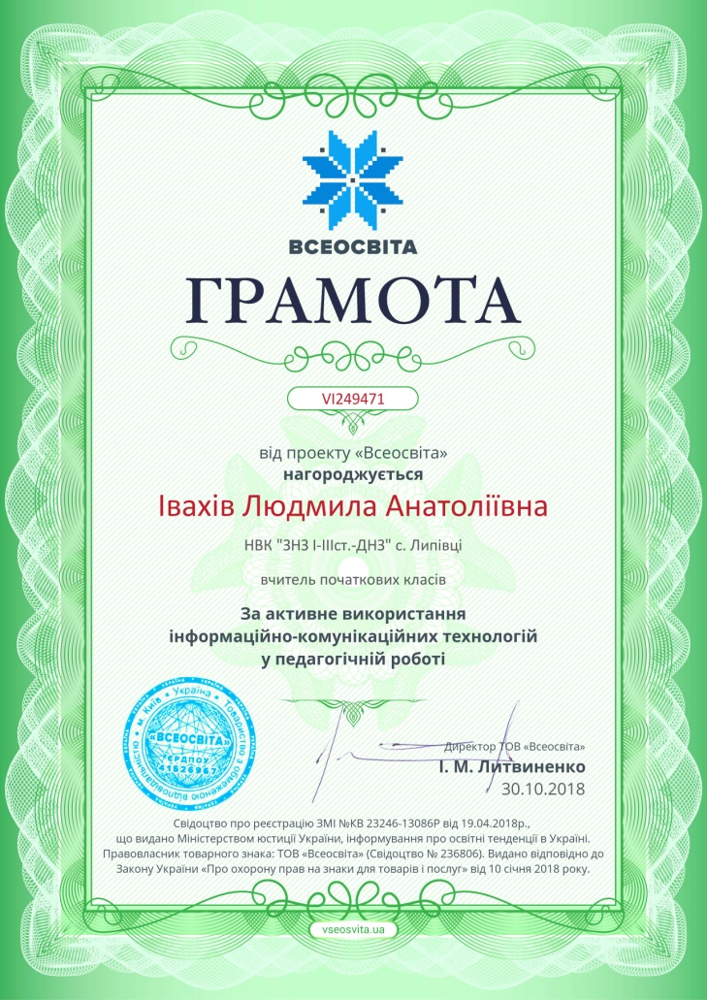 ВСЕОСВІТА
ГРАМОТА
VI249471
від проекту «Всеосвіта»
нагороджується
Івахів Людмила Анатоліївна
НВК "ЗНЗ І-ІІІст.-ДНЗ" с. Липівці
вчитель початкових класів
За активне використання
інформаційно-комунікаційних технологій
у педагогічній роботі
м. Київ * Україна * Товариство з обмеженою відповідальністю
«ВСЕОСВІТА»
ЄРДПОУ
41526967
Директор ТОВ «Всеосвіта»
І. М. Литвиненко
30.10.2018
Свідоцтво про реєстрацію ЗМІ №КВ 23246-13086Р від 19.04.2018р.,
що видано Міністерством юстиції України, інформування про освітні тенденції в Україні.
Правовласник товарного знака: ТОВ «Всеосвіта» (Свідоцтво № 236806). Видано відповідно до
Закону України «Про охорону прав на знаки для товарів і послуг» від 10 січня 2018 року.
vseosvita.ua